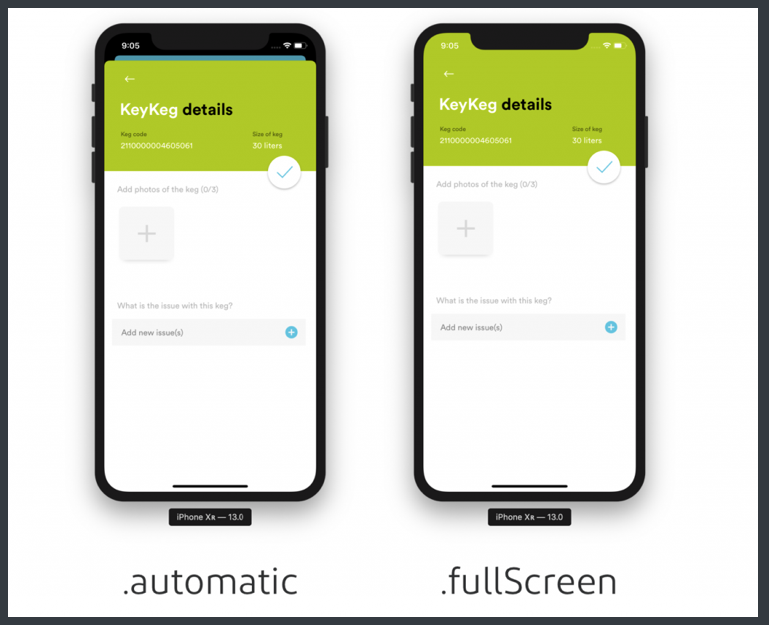 9:05
KeyKeg details
Keg code
Size of keg
2110000004605061
30 liters
Add photos of the keg (0/3)
What is the issue with this keg?
Add new issue(s)
iPhone XR — 13.0
.automatic
9:05
KeyKeg details
Keg code
Size of keg
2110000004605061
30 liters
Add photos of the keg (0/3)
What is the issue with this keg?
Add new issue(s)
iPhone XR — 13.0
.fullScreen